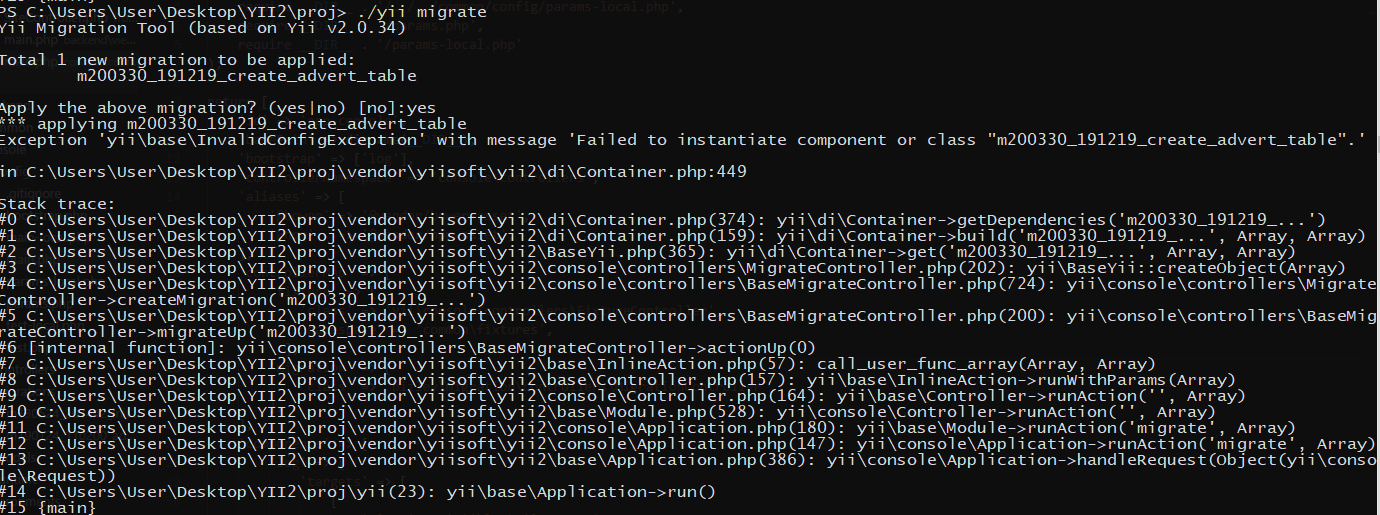 PS C:\Users\User\Desktop\YII2\proj> ./yii migrate
Yii Migration Tool (based on Yii v2.0.34)
Total 1 new migration to be applied:
m200330_191219_create_advert_table
Apply the above migration? (yes|no) [no]:yes
*** applying m200330_191219_create_advert_table
Exception 'yii\base\InvalidConfigException' with message 'Failed to instantiate component or class "m200330_191219_create_advert_table".'
in C:\Users\User\Desktop\YII2\proj\vendor\yiisoft\yii2\di\Container.php:449
Stack trace:
#0 C:\Users\User\Desktop\YII2\proj\vendor\yiisoft\yii2\di\Container.php(374): yii\di\Container->getDependencies('m200330_191219_...')
#1 C:\Users\User\Desktop\YII2\proj\vendor\yiisoft\yii2\di\Container.php(159): yii\di\Container->build('m200330_191219_...', Array, Array)
#2 C:\Users\User\Desktop\YII2\proj\vendor\yiisoft\yii2\BaseYii.php(365): yii\di\Container->get('m200330_191219_...', Array, Array)
#3 C:\Users\User\Desktop\YII2\proj\vendor\yiisoft\yii2\console\controllers\MigrateController.php(202): yii\BaseYii::createObject(Array)
#4 C:\Users\User\Desktop\YII2\proj\vendor\yiisoft\yii2\console\controllers\BaseMigrateController.php(724): yii\console\controllers\Migrate
Controller->createMigration('m200330_191219_...')
#5 C:\Users\User\Desktop\YII2\proj\vendor\yiisoft\yii2\console\controllers\BaseMigrateController.php(200): yii\console\controllers\BaseMig
rateController->migrateUp('m200330_191219_...')
#6 [internal function]: yii\console\controllers\BaseMigrateController->actionUp(0)
#7 C:\Users\User\Desktop\YII2\proj\vendor\yiisoft\yii2\base\InlineAction.php(57): call_user_func_array(Array, Array)
#8 C:\Users\User\Desktop\YII2\proj\vendor\yiisoft\yii2\base\Controller.php(157): yii\base\InlineAction->runWithParams(Array)
#9 C:\Users\User\Desktop\YII2\proj\vendor\yiisoft\yii2\console\Controller.php(164): yii\base\Controller->runAction('', Array)
#10 C:\Users\User\Desktop\YII2\proj\vendor\yiisoft\yii2\base\Module.php(528): yii\console\Controller->runAction('', Array)
#11 C:\Users\User\Desktop\YII2\proj\vendor\yiisoft\yii2\console\Application.php(180): yii\base\Module->runAction('migrate', Array)
#12 C:\Users\User\Desktop\YII2\proj\vendor\yiisoft\yii2\console\Application.php(147): yii\console\Application->runAction('migrate', Array)
#13 C:\Users\User\Desktop\YII2\proj\vendor\yiisoft\yii2\base\Application.php(386): yii\console\Application->handleRequest(Object(yii\conso
le\Request))
#14 C:\Users\User\Desktop\YII2\proj\yii(23): yii\base\Application->run()
#15 {main}